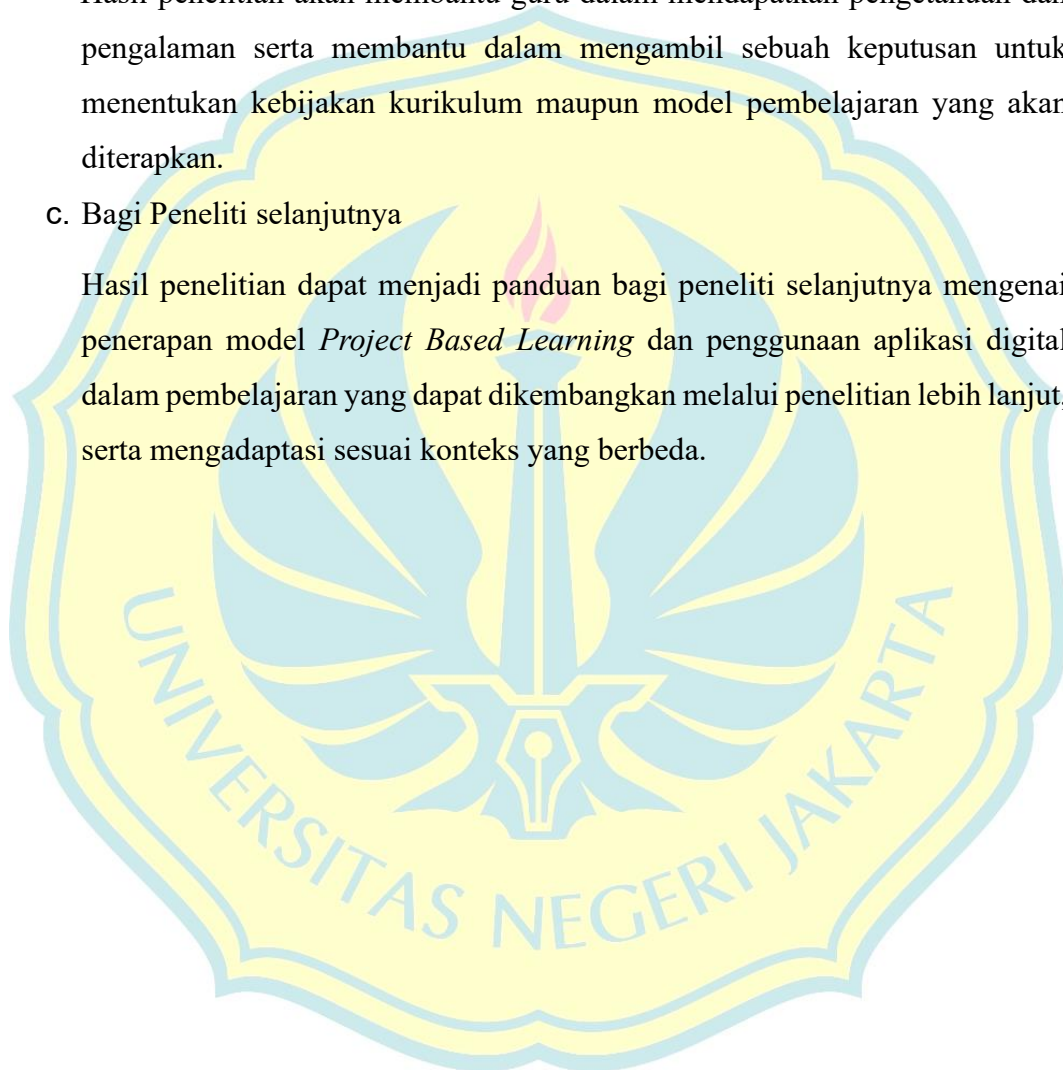 pengalaman serta membantu dalam mengambil sebuah keputusan untuk
menentukan kebijakan kurikulum maupun model pembelajaran yang akan
diterapkan.
c. Bagi Peneliti selanjutnya
Hasil penelitian dapat menjadi panduan bagi peneliti selanjutnya mengenai
penerapan model Project Based Learning dan penggunaan aplikasi digital
dalam pembelajaran yang dapat dikembangkan melalui penelitian lebih lanjut,
serta mengadaptasi sesuai konteks yang berbeda.
UNIVERSITAS NEGERI JAKARTA